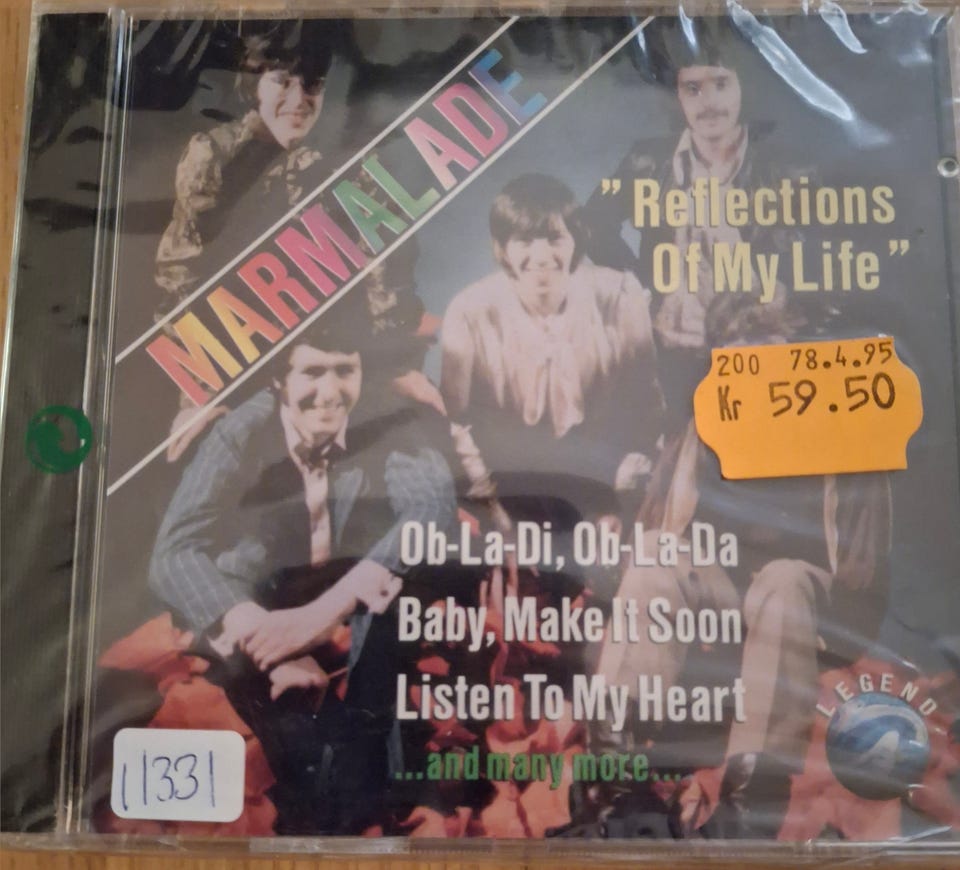 MARMALADE
" Reflections
Of My Life "
200 78.4.95
Kr 59.50
Ob-La-Di, Ob-La-Da
Baby, Make It Soon
Listen To My Heart
...and many more...
LEGEND
11331